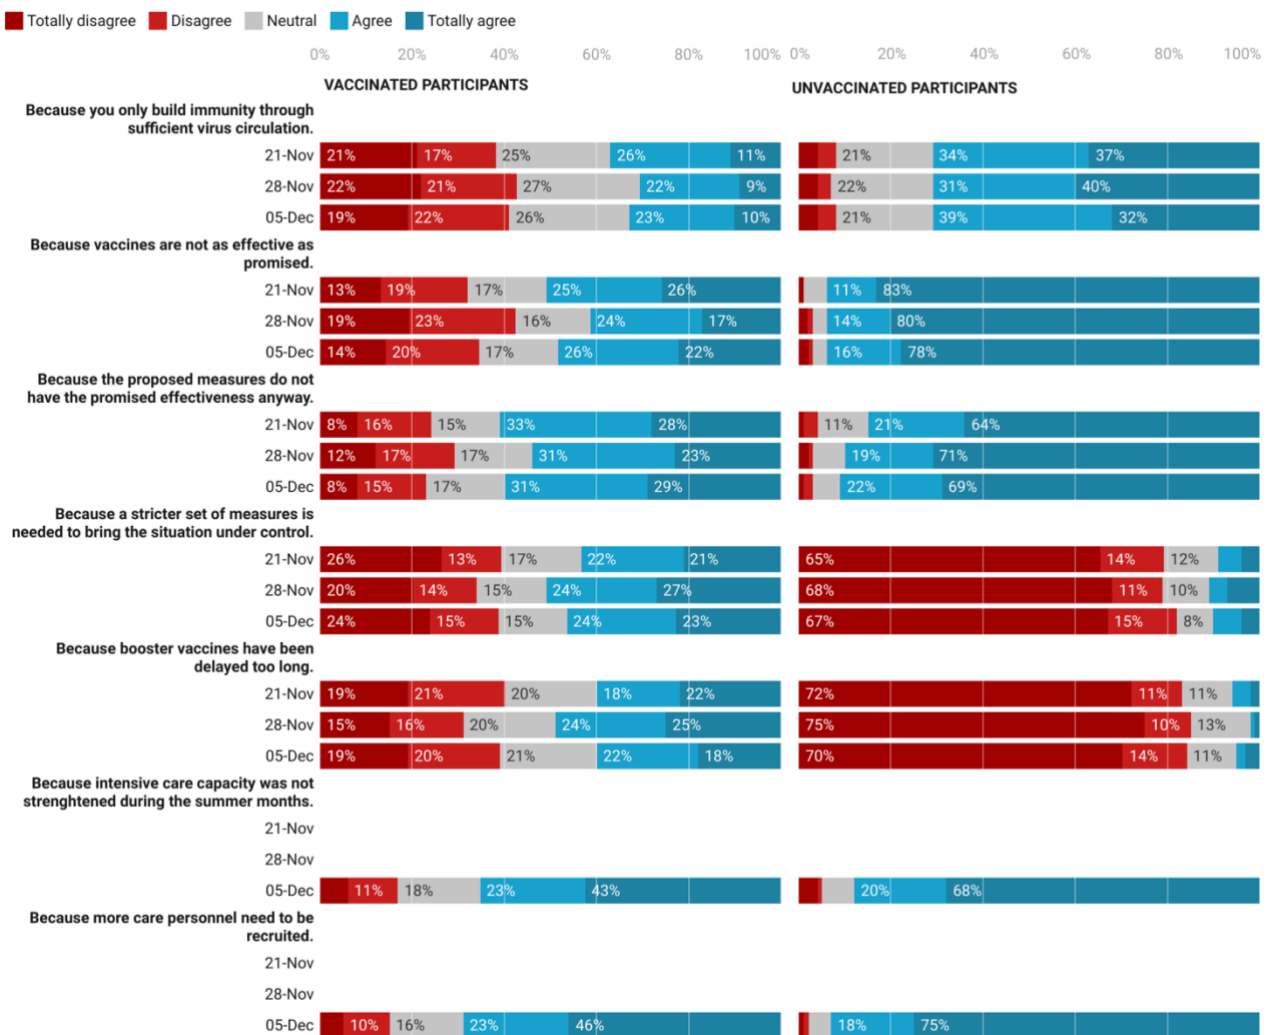 Totally disagree Disagree Neutral Agree Totally agree
0% 20% 40% 60% 80% 100% 0% 20% 40% 60% 80% 100%
VACCINATED PARTICIPANTS UNVACCINATED PARTICIPANTS
Because you only build immunity through
sufficient virus circulation.
21-Nov 21% 17% 25% 26% 11% 21% 34% 37%
28-Nov 22% 21% 27% 22% 9% 22% 31% 40%
05-Dec 19% 22% 26% 23% 10% 21% 39% 32%
Because vaccines are not as effective as
promised.
21-Nov 13% 19% 17% 25% 26% 11% 83%
28-Nov 19% 23% 16% 24% 17% 14% 80%
05-Dec 14% 20% 17% 26% 22% 16% 78%
Because the proposed measures do not
have the promised effectiveness anyway.
21-Nov 8% 16% 15% 33% 28% 11% 21% 64%
28-Nov 12% 17% 17% 31% 23% 19% 71%
05-Dec 8% 15% 17% 31% 29% 22% 69%
Because a stricter set of measures is
needed to bring the situation under control.
21-Nov 26% 13% 17% 22% 21% 65% 14% 12%
28-Nov 20% 14% 15% 24% 27% 68% 11% 10%
05-Dec 24% 15% 15% 24% 23% 67% 15% 8%
Because booster vaccines have been
delayed too long.
21-Nov 19% 21% 20% 18% 22% 72% 11% 11%
28-Nov 15% 16% 20% 24% 25% 75% 10% 13%
05-Dec 19% 20% 21% 22% 18% 70% 14% 11%
Because intensive care capacity was not
strenghtened during the summer months.
21-Nov
28-Nov
05-Dec 11% 18% 23% 43% 20% 68%
Because more care personnel need to be
recruited.
21-Nov
28-Nov
05-Dec 10% 16% 23% 46% 18% 75%